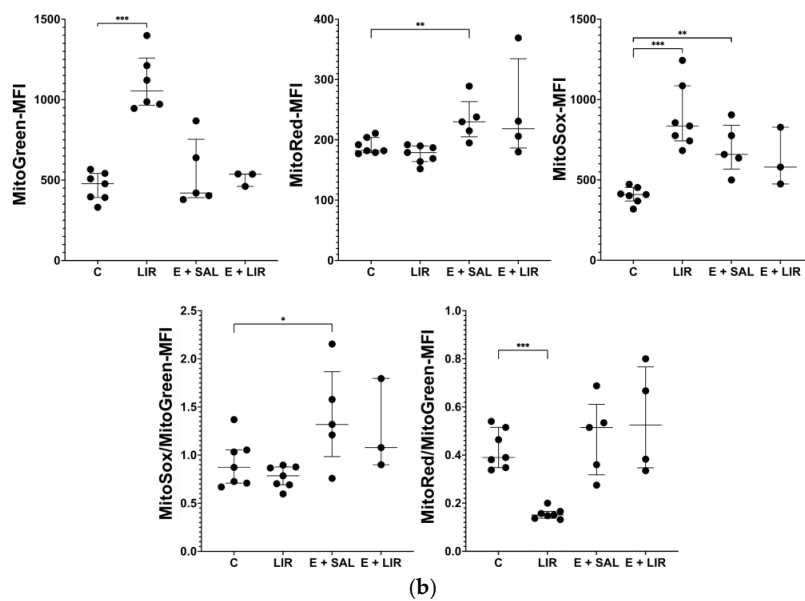 MitoGreen-MFI
1500
1000
500
0
***
C LIR E + SAL E + LIR
MitoRed-MFI
400
300
200
100
0
**
C LIR E + SAL E + LIR
MitoSox-MFI
1500
1000
500
0
**
***
C LIR E + SAL E + LIR
MitoSox/MitoGreen-MFI
2.5
2.0
1.5
1.0
0.5
0.0
*
C LIR E + SAL E + LIR
MitoRed/MitoGreen-MFI
1.0
0.8
0.6
0.4
0.2
0.0
***
C LIR E + SAL E + LIR
(b)